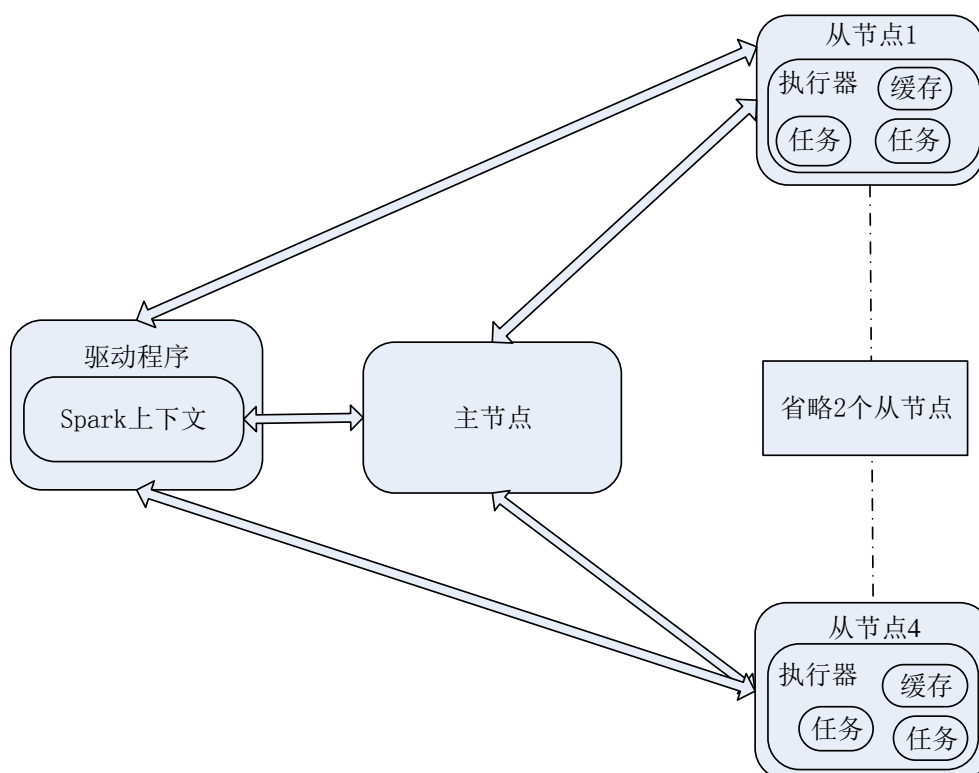 从节点1
执行器
缓存
任务
任务
驱动程序
Spark上下文
主节点
省略2个从节点
从节点4
执行器
缓存
任务
任务